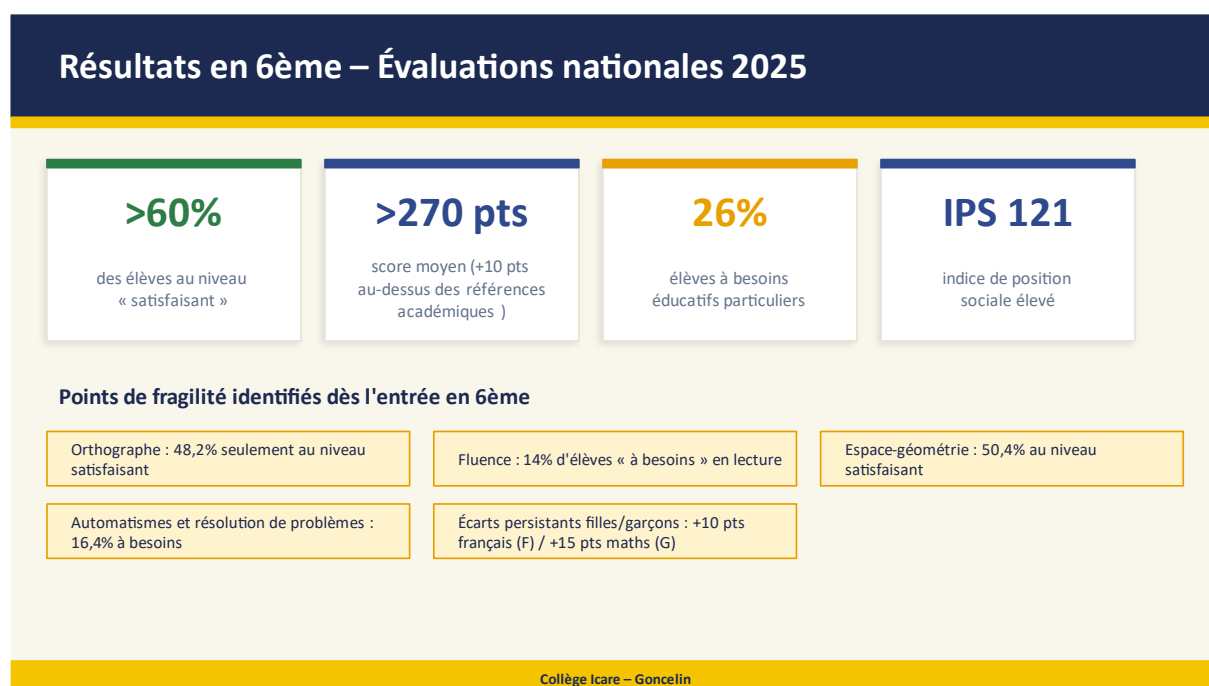 Résultats en 6ème – Évaluations nationales 2025
>60%
des élèves au niveau
« satisfaisant »
>270 pts
score moyen (+10 pts
au-dessus des références
académiques )
26%
élèves à besoins
éducatifs particuliers
IPS 121
indice de position
sociale élevé
Points de fragilité identifiés dès l'entrée en 6ème
Orthographe : 48,2% seulement au niveau
satisfaisant
Fluence : 14% d'élèves « à besoins » en lecture
Espace-géométrie : 50,4% au niveau
satisfaisant
Automatismes et résolution de problèmes :
16,4% à besoins
Écarts persistants filles/garçons : +10 pts
français (F) / +15 pts maths (G)
Collège Icare – Goncelin